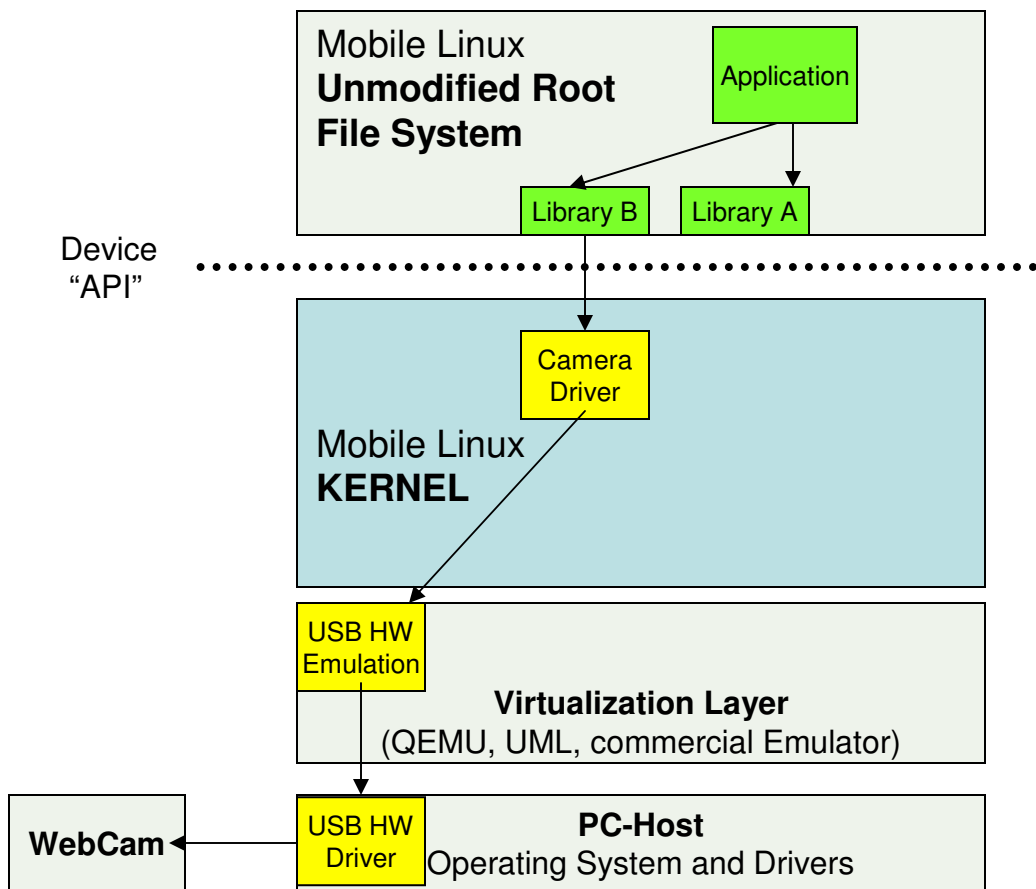 Mobile Linux
Unmodified Root
File System
Application
Library B
Library A
Device
“API”
Camera
Driver
Mobile Linux
KERNEL
USB HW
Emulation
Virtualization Layer
(QEMU, UML, commercial Emulator)
WebCam
USB HW
Driver
PC-Host
Operating System and Drivers